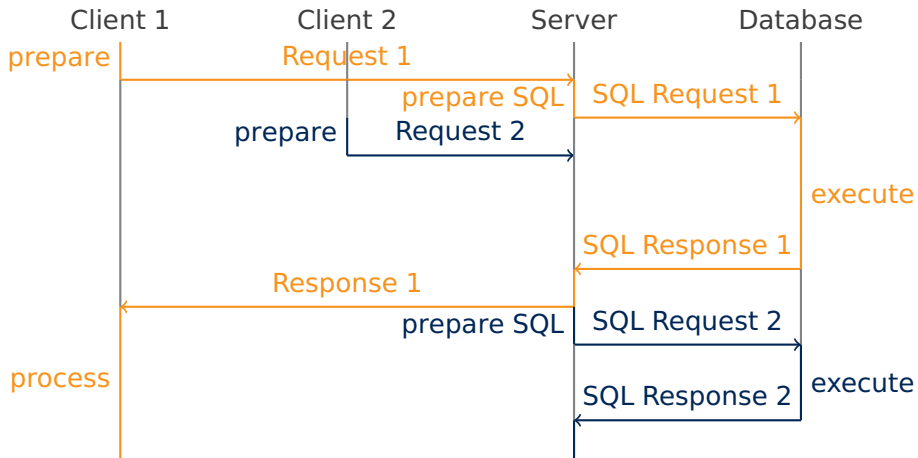 Client 1
Client 2
Server
Database
prepare
Request 1
prepare SQL
SQL Request 1
prepare
Request 2
execute
SQL Response 1
Response 1
prepare SQL
SQL Request 2
process
execute
SQL Response 2